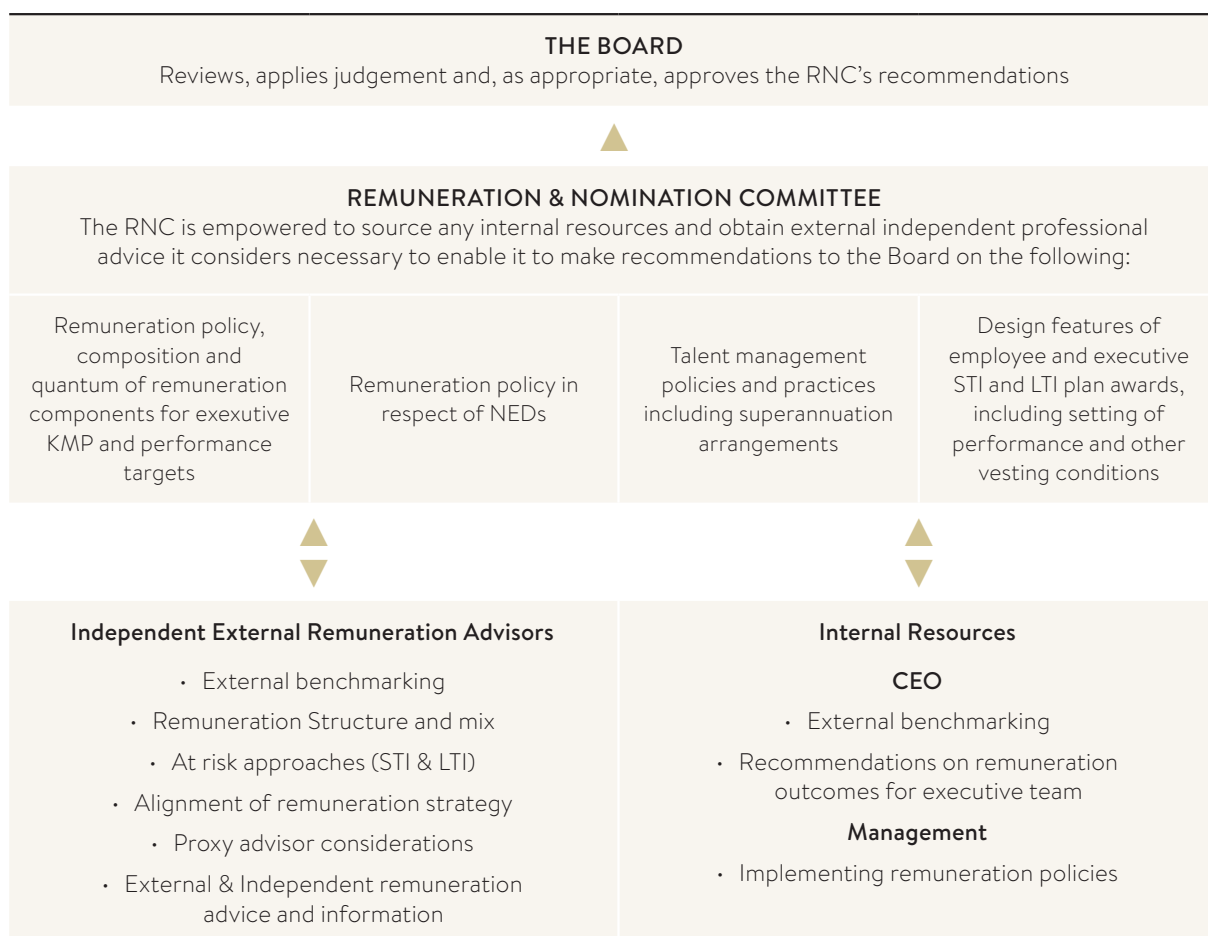 THE BOARD
Reviews, applies judgement and, as appropriate, approves the RNC's recommendations
REMUNERATION & NOMINATION COMMITTEE
The RNC is empowered to source any internal resources and obtain external independent professional
advice it considers necessary to enable it to make recommendations to the Board on the following:
Remuneration policy,
composition and
quantum of remuneration
components for exexutive
KMP and performance
targets
Remuneration policy in
respect of NEDs
Talent management
policies and practices
including superannuation
arrangements
Design features of
employee and executive
STI and LTI plan awards,
including setting of
performance and other
vesting conditions
Independent External Remuneration Advisors
• External benchmarking
• Remuneration Structure and mix
• At risk approaches (STI & LTI)
• Alignment of remuneration strategy
• Proxy advisor considerations
• External & Independent remuneration
advice and information
Internal Resources
CEO
• External benchmarking
• Recommendations on remuneration
outcomes for executive team
Management
• Implementing remuneration policies